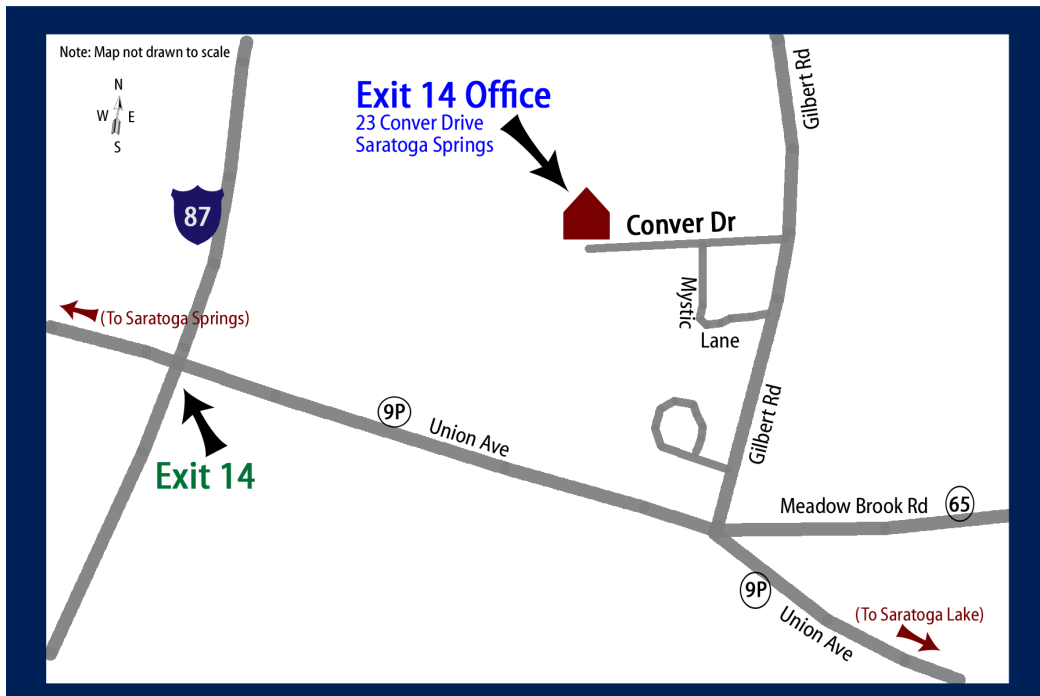 Note: Map not drawn to scale
N
W E
S
87
Exit 14 Office
23 Conver Drive
Saratoga Springs
Gilbert Rd
Conver Dr
Mystic
Lane
(To Saratoga Springs)
9P
Union Ave
Gilbert Rd
Exit 14
Meadow Brook Rd
65
9P
Union Ave
(To Saratoga Lake)